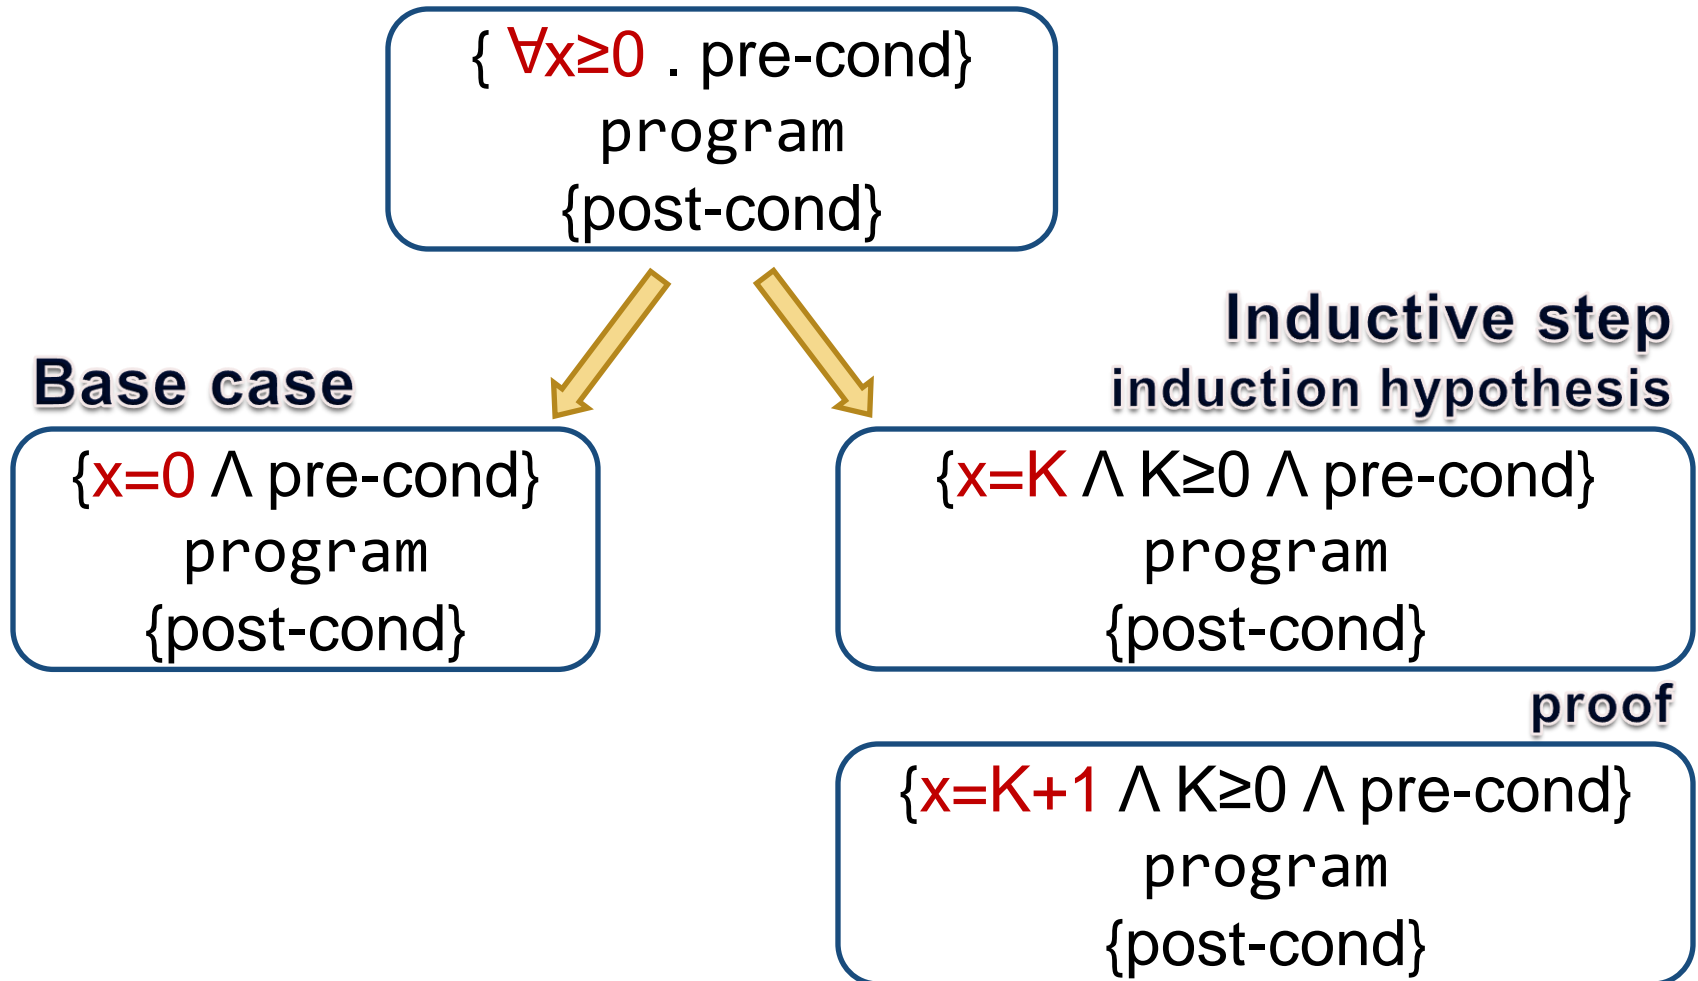 { ∀x≥0 . pre-cond}
program
{post-cond}
Base case
{x=0 Λ pre-cond}
program
{post-cond}
Inductive step
induction hypothesis
{x=K Λ K≥0 Λ pre-cond}
program
{post-cond}
proof
{x=K+1 Λ K≥0 Λ pre-cond}
program
{post-cond}